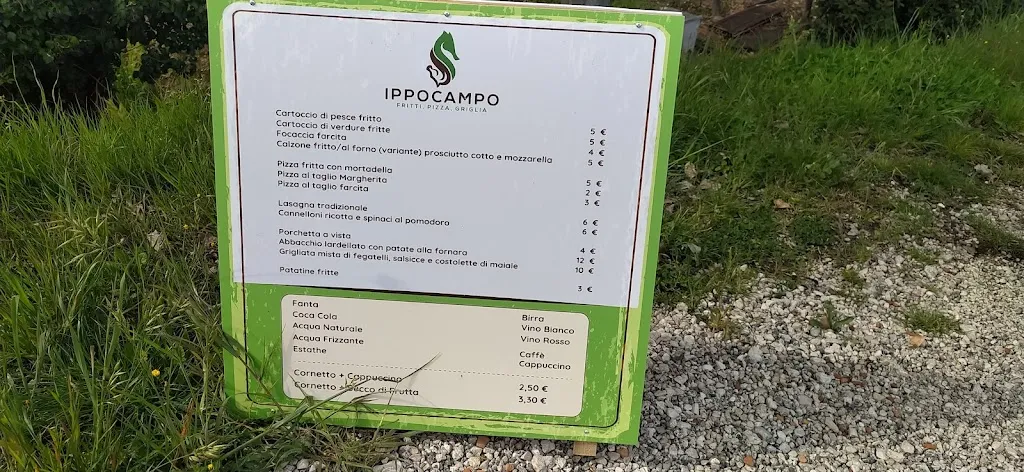 IPPOCAMPO
FRITTI, PIZZA, GRIGLIA
Cartoccio di pesce fritto 5 €
Cartoccio di verdure fritte 5 €
Focaccia farcita 4 €
Calzone fritto/al forno (variante) prosciutto cotto e mozzarella 5 €
Pizza fritta con mortadella 5 €
Pizza al taglio Margherita 2 €
Pizza al taglio farcita 3 €
Lasagna tradizionale 6 €
Cannelloni ricotta e spinaci al pomodoro 6 €
Porchetta a vista 4 €
Abbacchio lardellato con patate alla fornara 12 €
Grigliata mista di fegatelli, salsicce e costolette di maiale 10 €
Patatine fritte 3 €
Fanta
Coca Cola
Acqua Naturale
Acqua Frizzante
Estathe
Birra
Vino Bianco
Vino Rosso
Caffè
Cappuccino
Cornetto + Cappuccino 2,50 €
Cornetto + Succo di Frutta 3,30 €